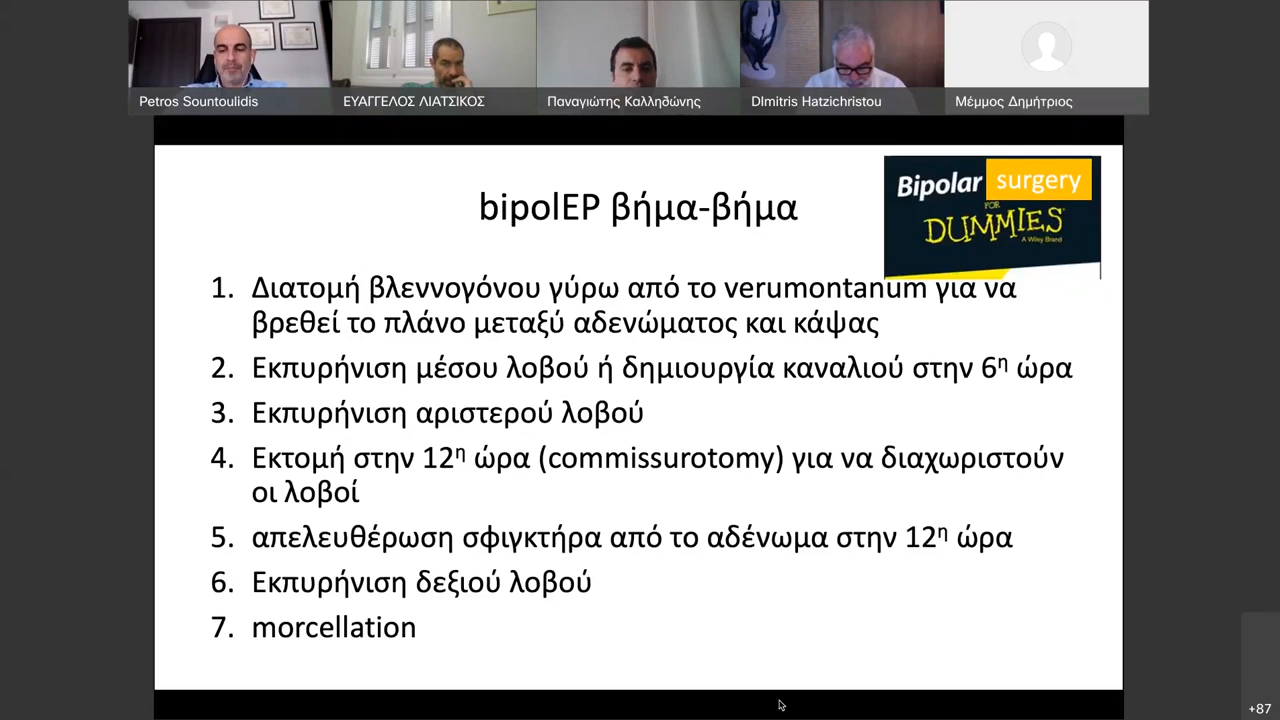 Petros Sountoulidis
ΕΥΑΓΓΕΛΟΣ ΛΙΑΤΣΙΚΟΣ
Παναγιώτης Καλληδώνης
DImitris Hatzichristou
Μέμμος Δημήτριος
Bipolar surgery
FOR
DUMMIES
A Wiley Brand
bipolEP βήμα-βήμα
1. Διατομή βλεννογόνου γύρω από το verumontanum για να
βρεθεί το πλάνο μεταξύ αδενώματος και κάψας
2. Εκπυρήνιση μέσου λοβού ή δημιουργία καναλιού στην 6η ώρα
3. Εκπυρήνιση αριστερού λοβού
4. Εκτομή στην 12η ώρα (commissurotomy) για να διαχωριστούν
οι λοβοί
5. απελευθέρωση σφιγκτήρα από το αδένωμα στην 12η ώρα
6. Εκπυρήνιση δεξιού λοβού
7. morcellation
+87